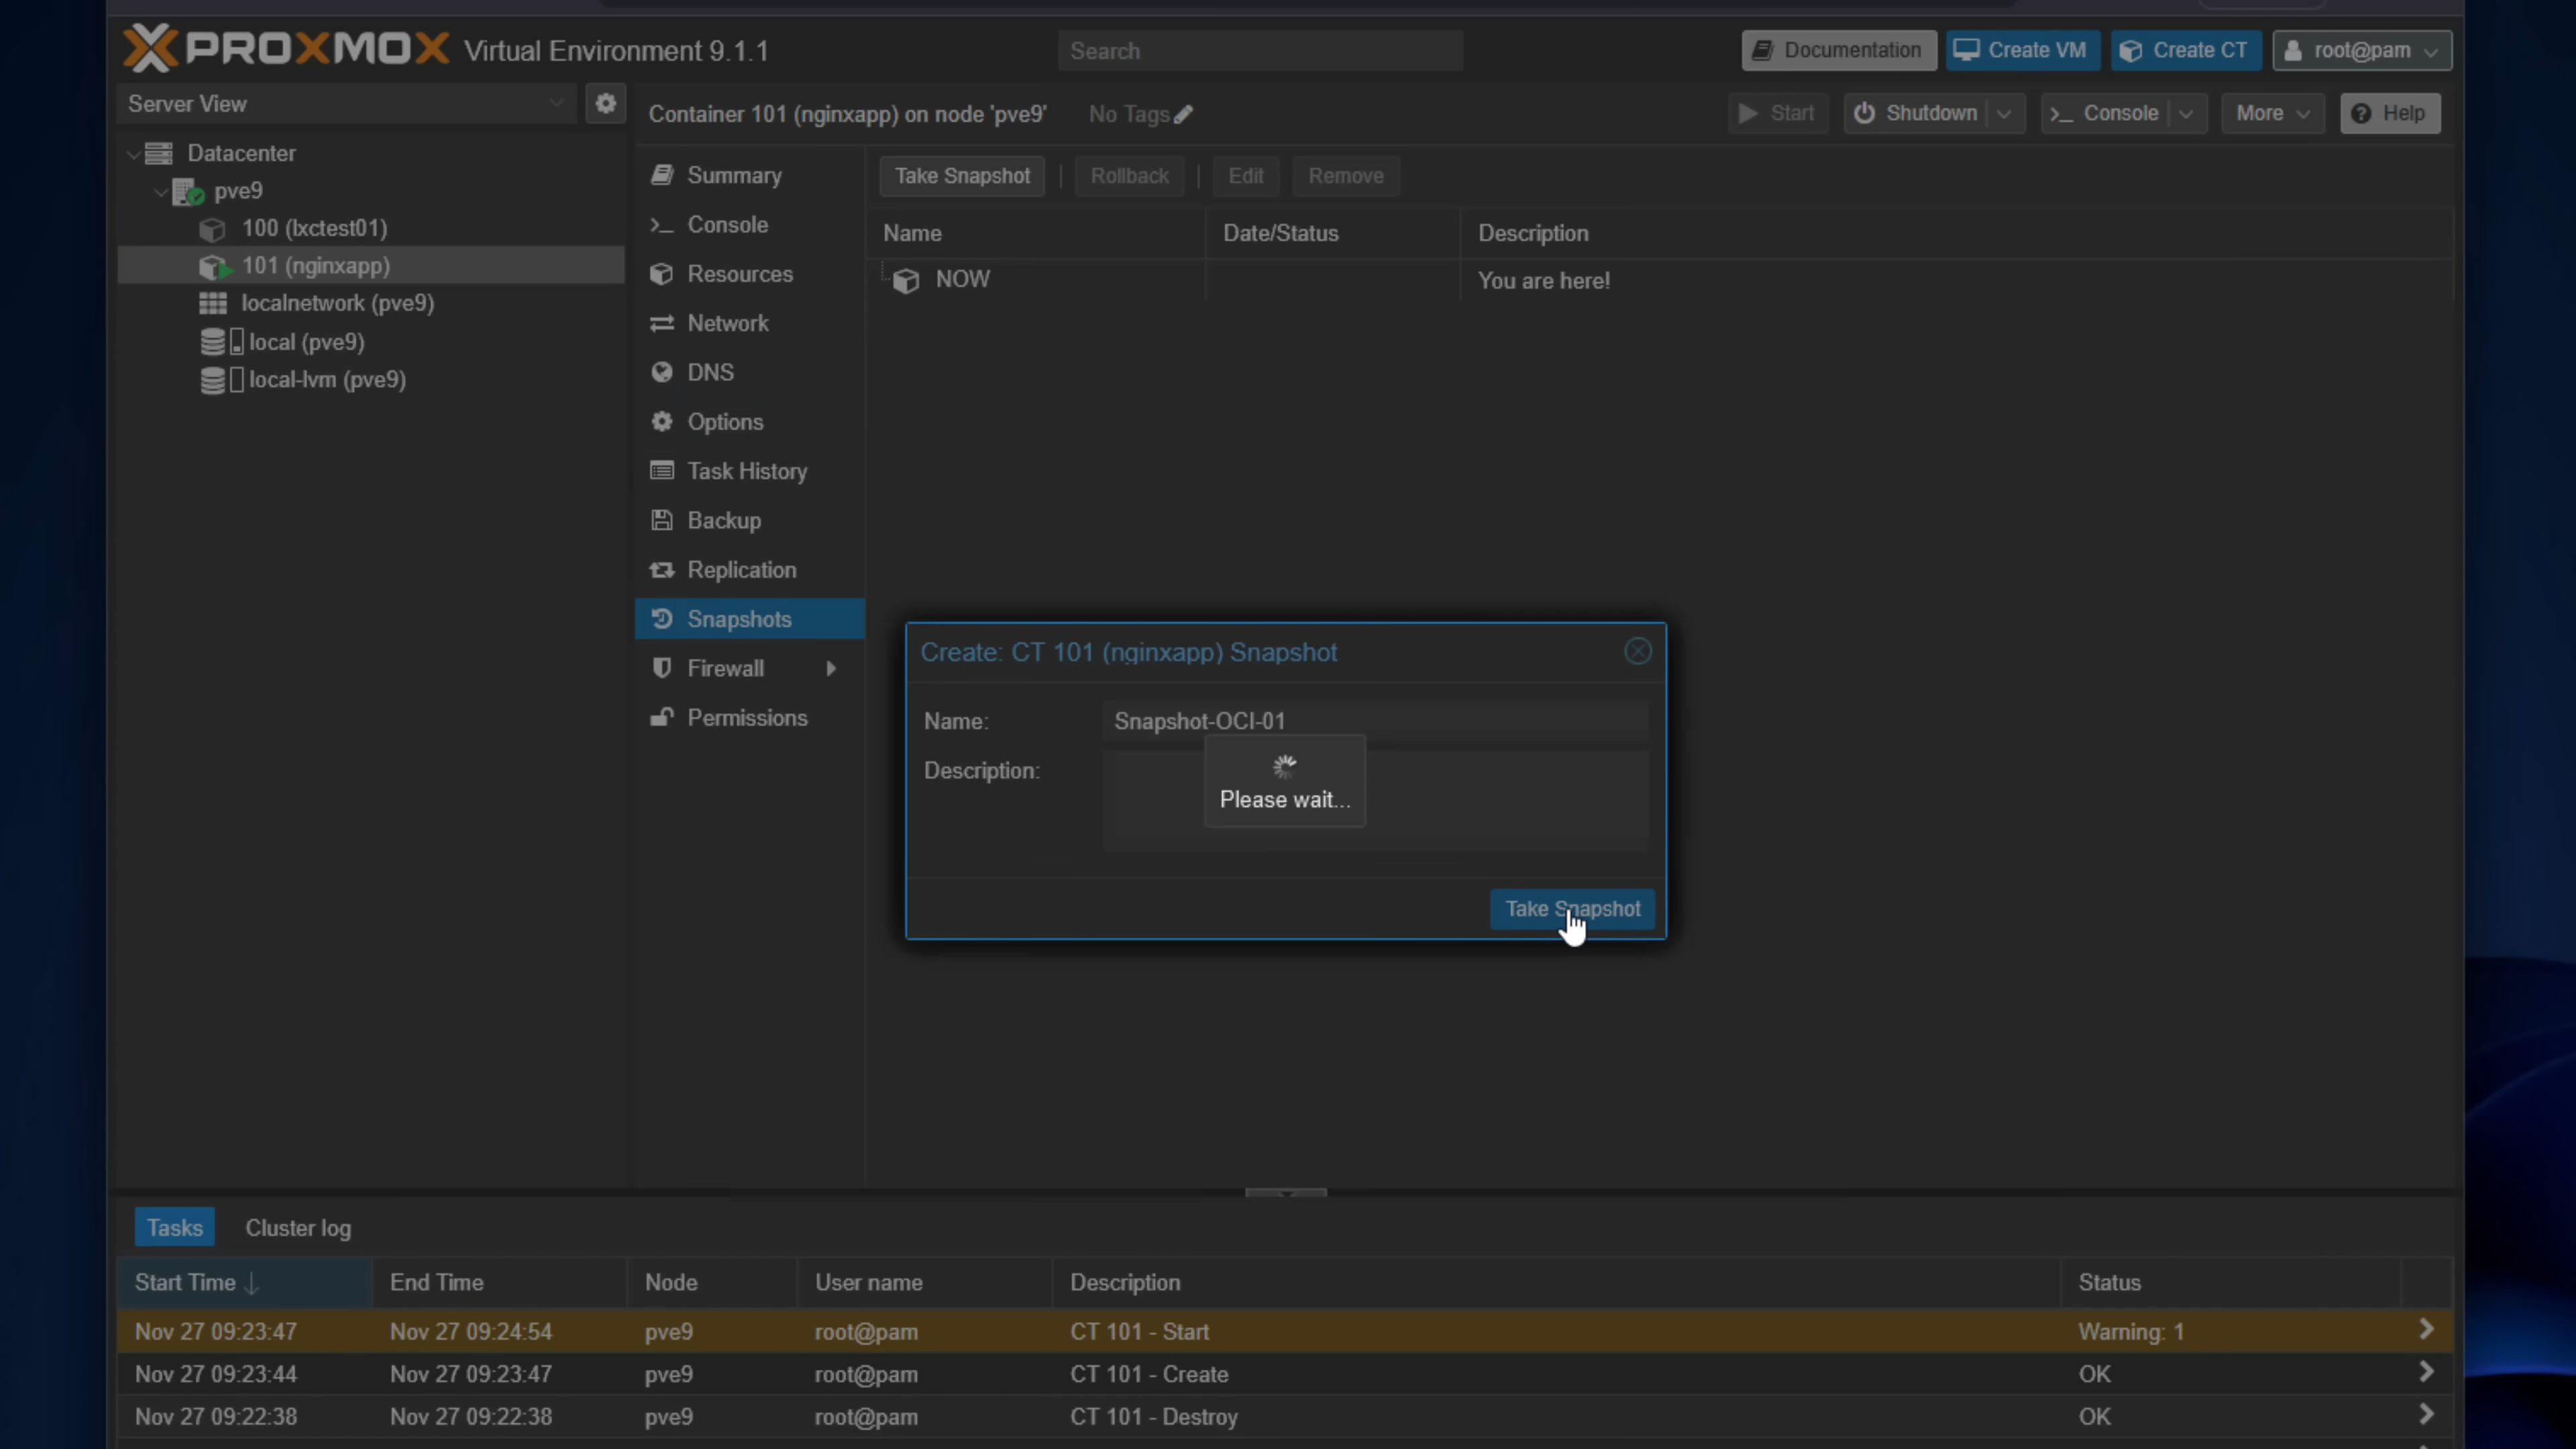 PROXMOX Virtual Environment 9.1.1
Search
Documentation
Create VM
Create CT
root@pam
Server View
Container 101 (nginxapp) on node 'pve9'
No Tags
Start
Shutdown
Console
More
Help
Datacenter
pve9
100 (lxctest01)
101 (nginxapp)
localnetwork (pve9)
local (pve9)
local-lvm (pve9)
Summary
Console
Resources
Network
DNS
Options
Task History
Backup
Replication
Snapshots
Firewall
Permissions
Take Snapshot
Rollback
Edit
Remove
Name Date/Status Description
NOW You are here!
Create: CT 101 (nginxapp) Snapshot
Name: Snapshot-OCI-01
Description:
Please wait...
Take Snapshot
Tasks
Cluster log
Start Time End Time Node User name Description Status
Nov 27 09:23:47 Nov 27 09:24:54 pve9 root@pam CT 101 - Start Warning: 1
Nov 27 09:23:44 Nov 27 09:23:47 pve9 root@pam CT 101 - Create OK
Nov 27 09:22:38 Nov 27 09:22:38 pve9 root@pam CT 101 - Destroy OK